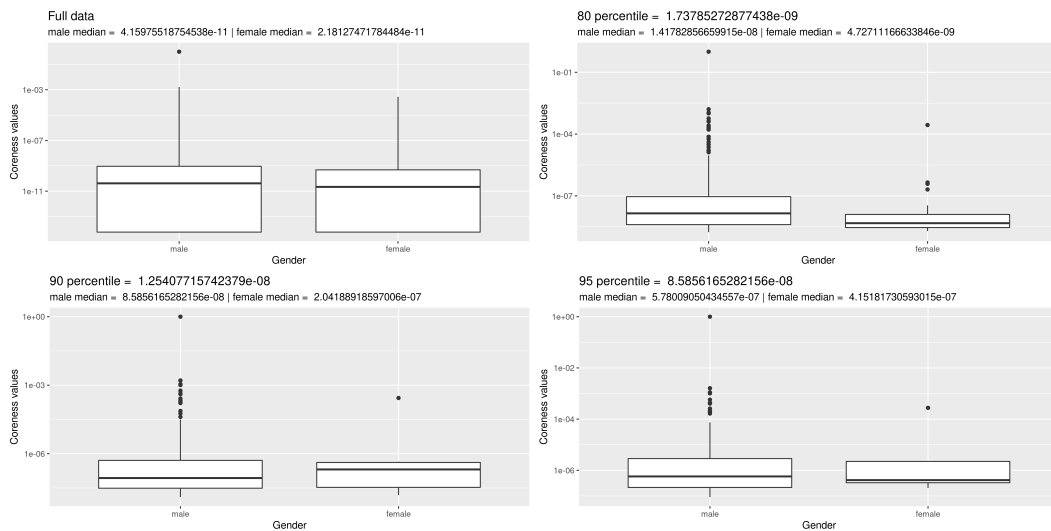 Full data
male median = 4.15975518754538e-11 | female median = 2.18127471784484e-11
Coreness values
1e-03
1e-07
1e-11
male
female
Gender
80 percentile = 1.73785272877438e-09
male median = 1.41782856659915e-08 | female median = 4.72711166633846e-09
Coreness values
1e-01
1e-04
1e-07
male
female
Gender
90 percentile = 1.25407715742379e-08
male median = 8.5856165282156e-08 | female median = 2.04188918597006e-07
Coreness values
1e+00
1e-03
1e-06
male
female
Gender
95 percentile = 8.5856165282156e-08
male median = 5.78009050434557e-07 | female median = 4.15181730593015e-07
Coreness values
1e+00
1e-02
1e-04
1e-06
male
female
Gender